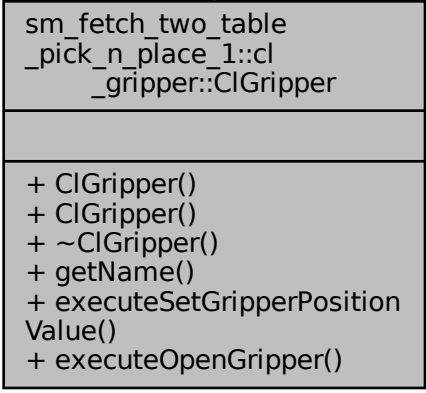 sm_fetch_two_table
_pick_n_place_1::cl
_gripper::ClGripper
+ ClGripper()
+ ClGripper()
+ ~ClGripper()
+ getName()
+ executeSetGripperPosition
Value()
+ executeOpenGripper()